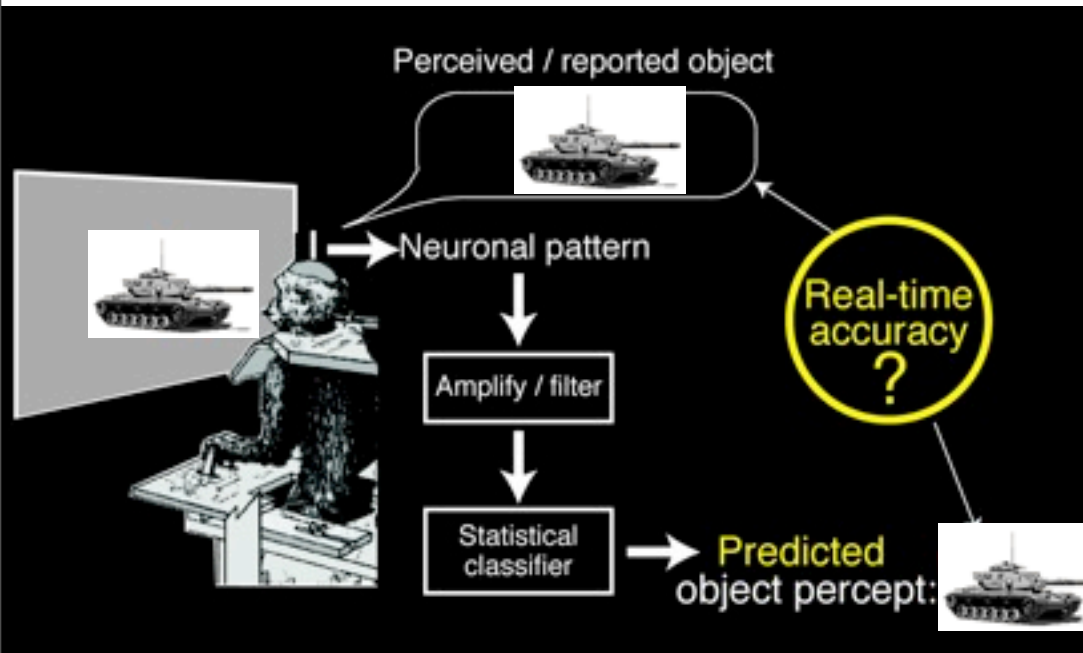 Perceived / reported object
Neuronal pattern
Real-time
accuracy
?
Amplify / filter
Statistical
classifier
Predicted
object percept: